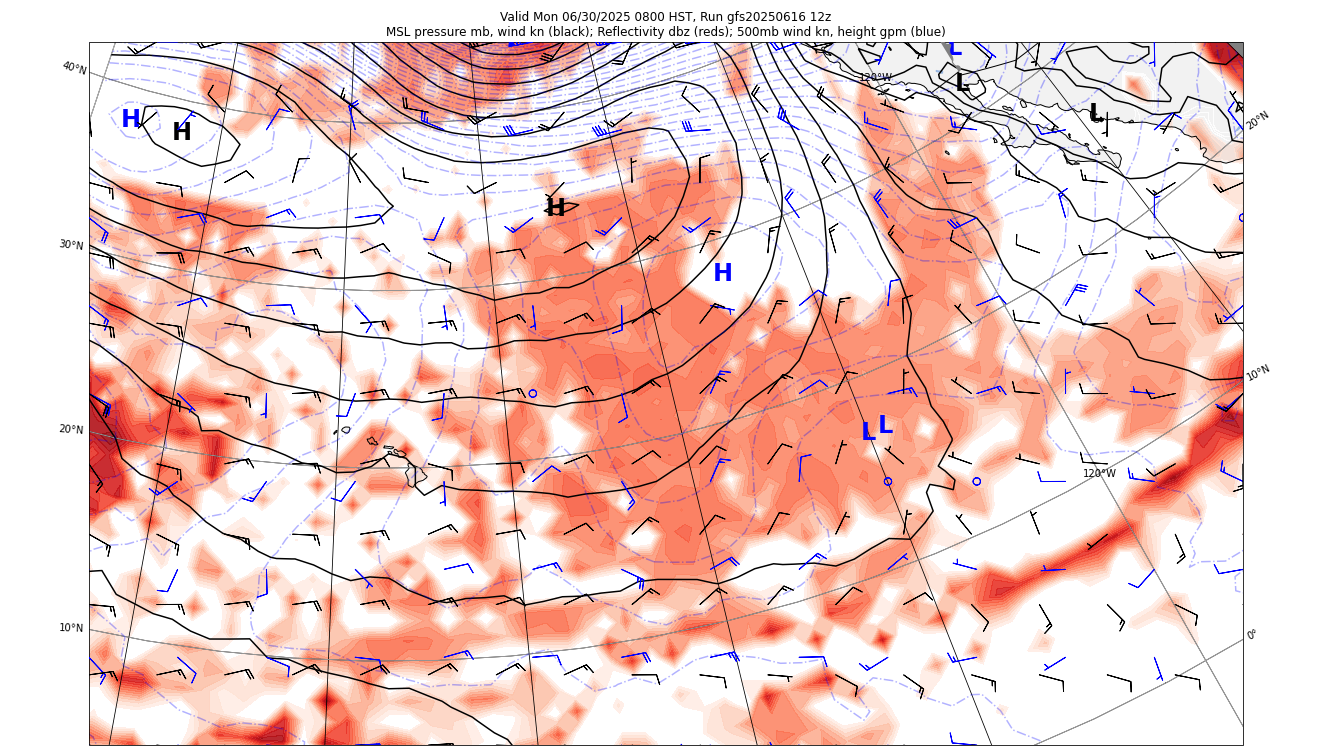 Valid Mon 06/30/2025 0800 HST, Run gfs20250616 12z
MSL pressure mb, wind kn (black); Reflectivity dbz (reds); 500mb wind kn, height gpm (blue)
L
40°N
120°W
L
H
H
L
20°N
H
30°N
H
10°N
20°N
L
L
120°W
10°N
0°